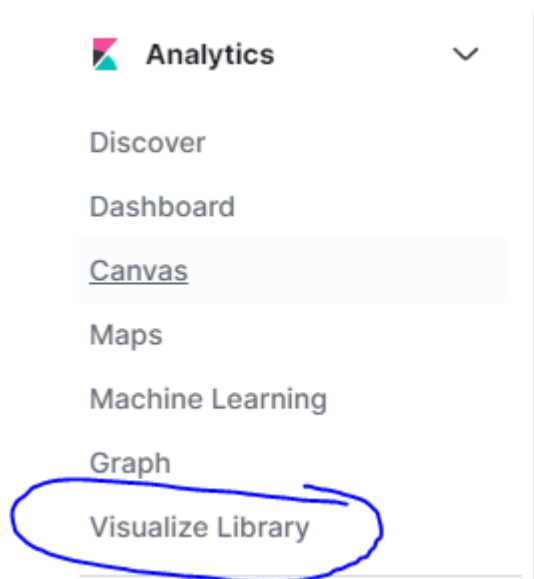 Analytics
Discover
Dashboard
Canvas
Maps
Machine Learning
Graph
Visualize Library